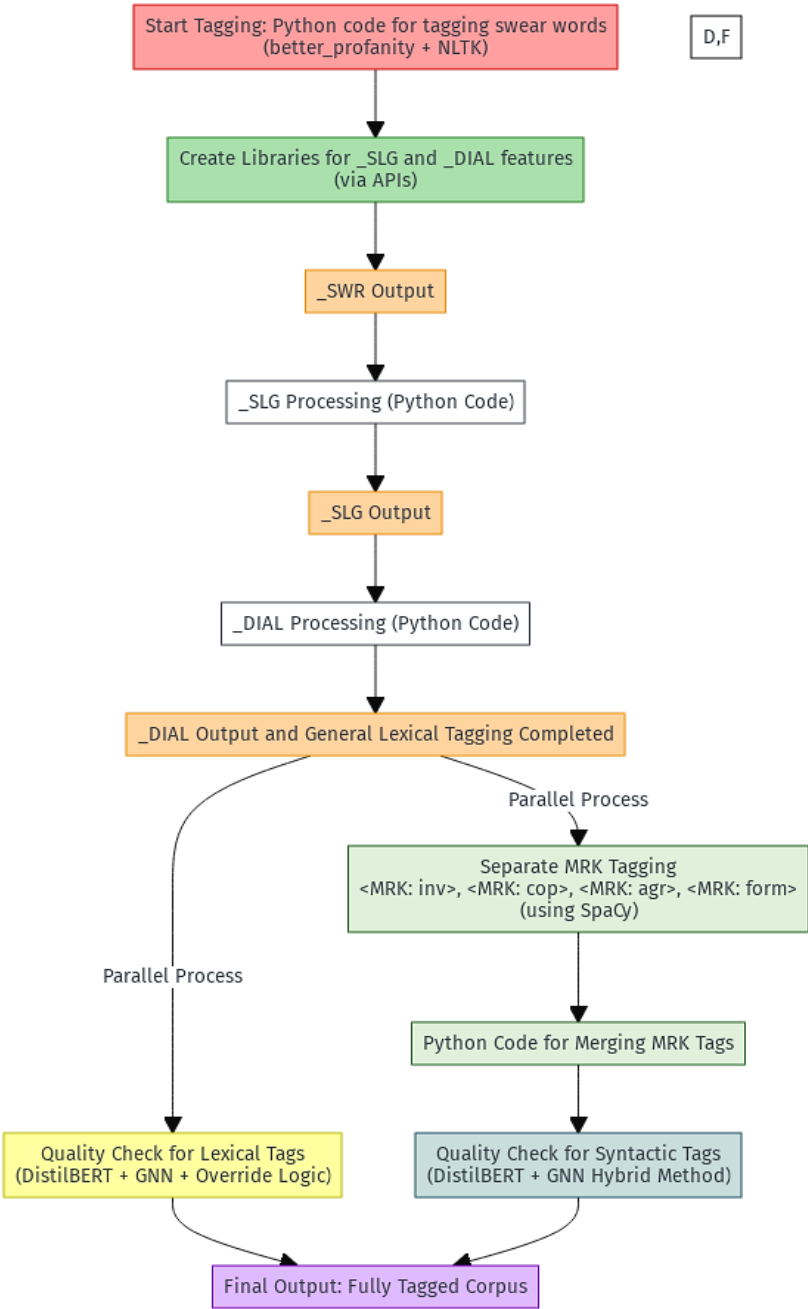 Start Tagging: Python code for tagging swear words
(better_profanity + NLTK)
D,F
Create Libraries for _SLG and _DIAL features
(via APIs)
_SWR Output
_SLG Processing (Python Code)
_SLG Output
_DIAL Processing (Python Code)
_DIAL Output and General Lexical Tagging Completed
Parallel Process
Separate MRK Tagging
<MRK: inv>, <MRK: cop>, <MRK: agr>, <MRK: form>
(using SpaCy)
Parallel Process
Python Code for Merging MRK Tags
Quality Check for Lexical Tags
(DistilBERT + GNN + Override Logic)
Quality Check for Syntactic Tags
(DistilBERT + GNN Hybrid Method)
Final Output: Fully Tagged Corpus